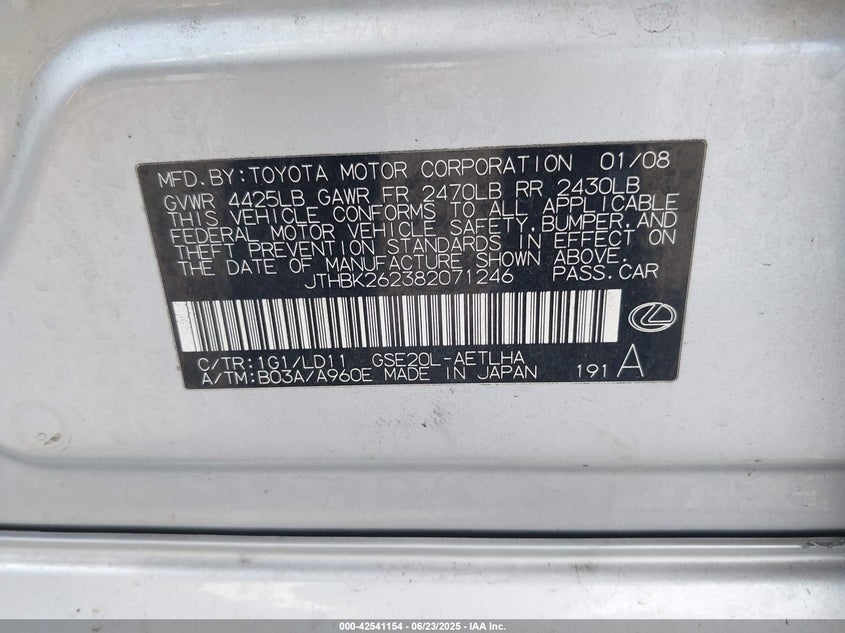 MFD.BY:TOYOTA MOTOR CORPORATION 01/08
GVWR 4425LB GAWR FR 2470LB RR 2430LB
THIS VEHICLE CONFORMS TO ALL APPLICABLE
FEDERAL MOTOR VEHICLE SAFETY,BUMPER,AND
THEFT PREVENTION STANDARDS IN EFFECT ON
THE DATE OF MANUFACTURE SHOWN ABOVE.
JTHBK262382071246 PASS.CAR
C/TR:1G1/LD11 GSE20L-AETLHA
A/TM:B03A/A960E MADE IN JAPAN 191 A
000-42541154 - 06/23/2025 - IAA Inc.